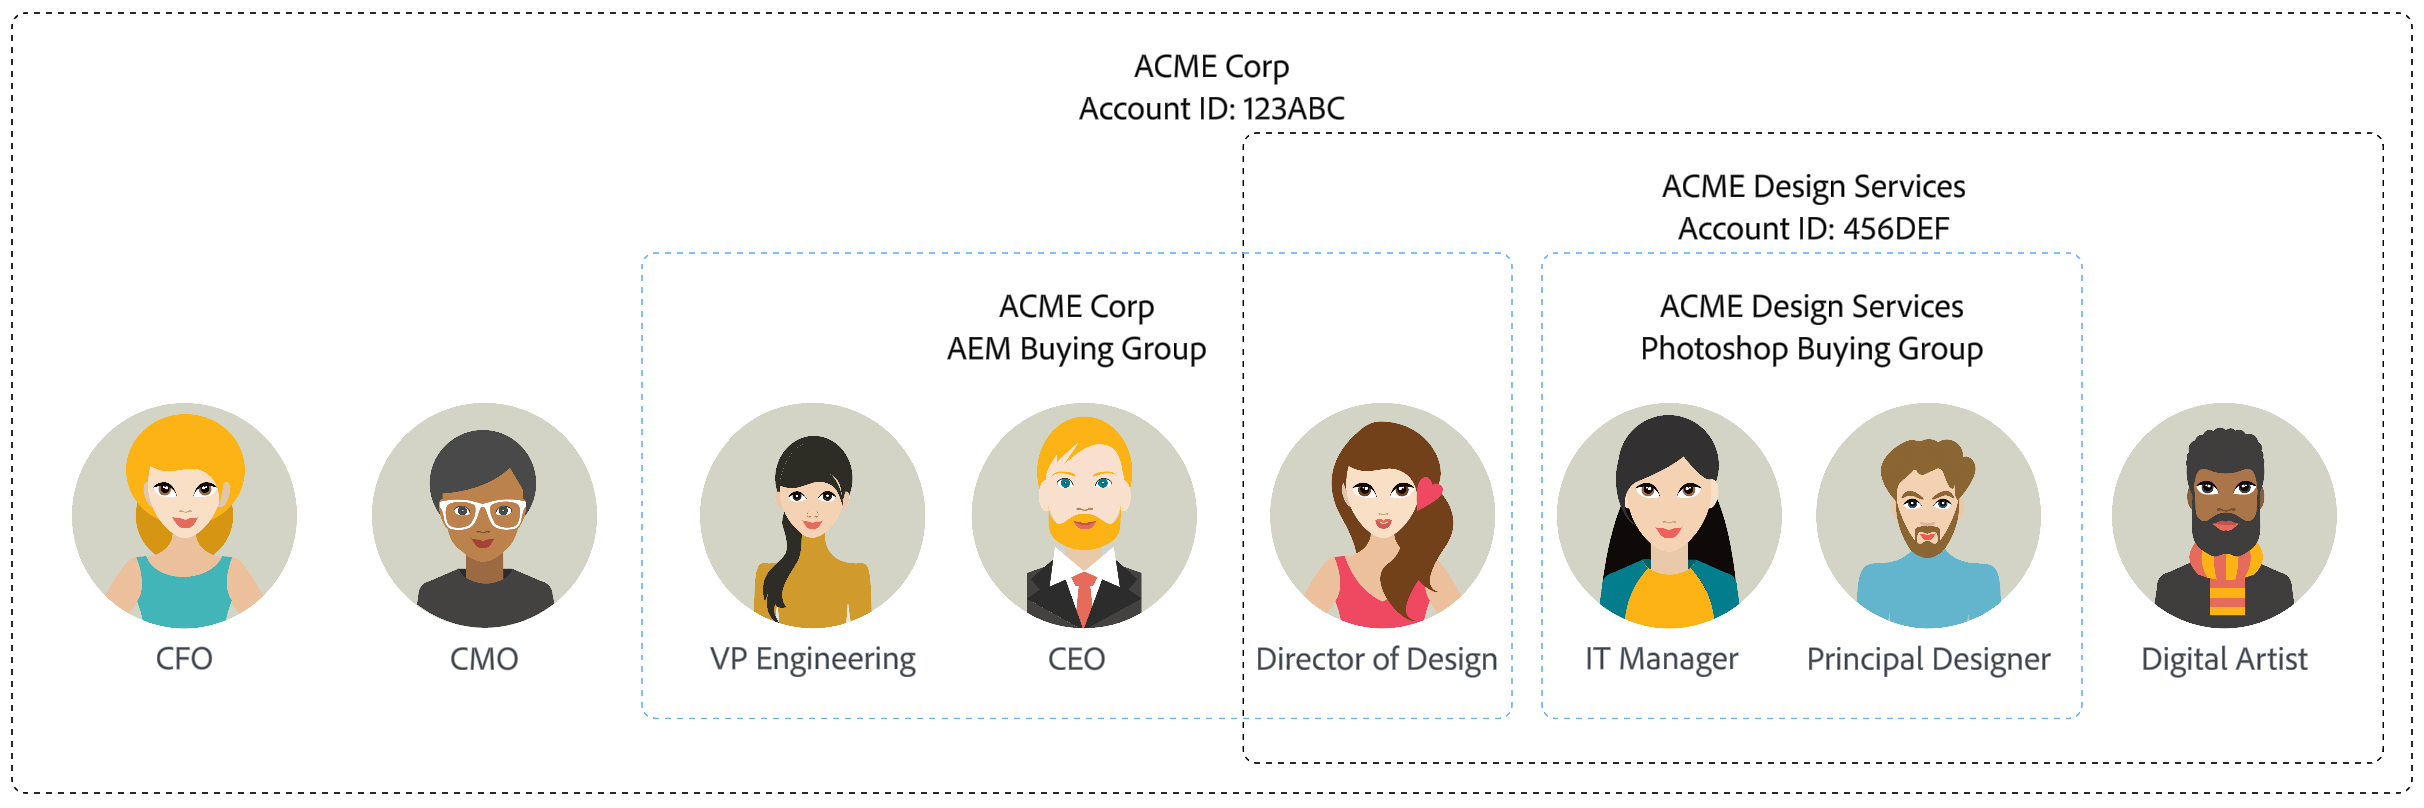 ACME Corp
Account ID: 123ABC
ACME Design Services
Account ID: 456DEF
ACME Corp
AEM Buying Group
ACME Design Services
Photoshop Buying Group
CFO
CMO
VP Engineering
CEO
Director of Design
IT Manager
Principal Designer
Digital Artist